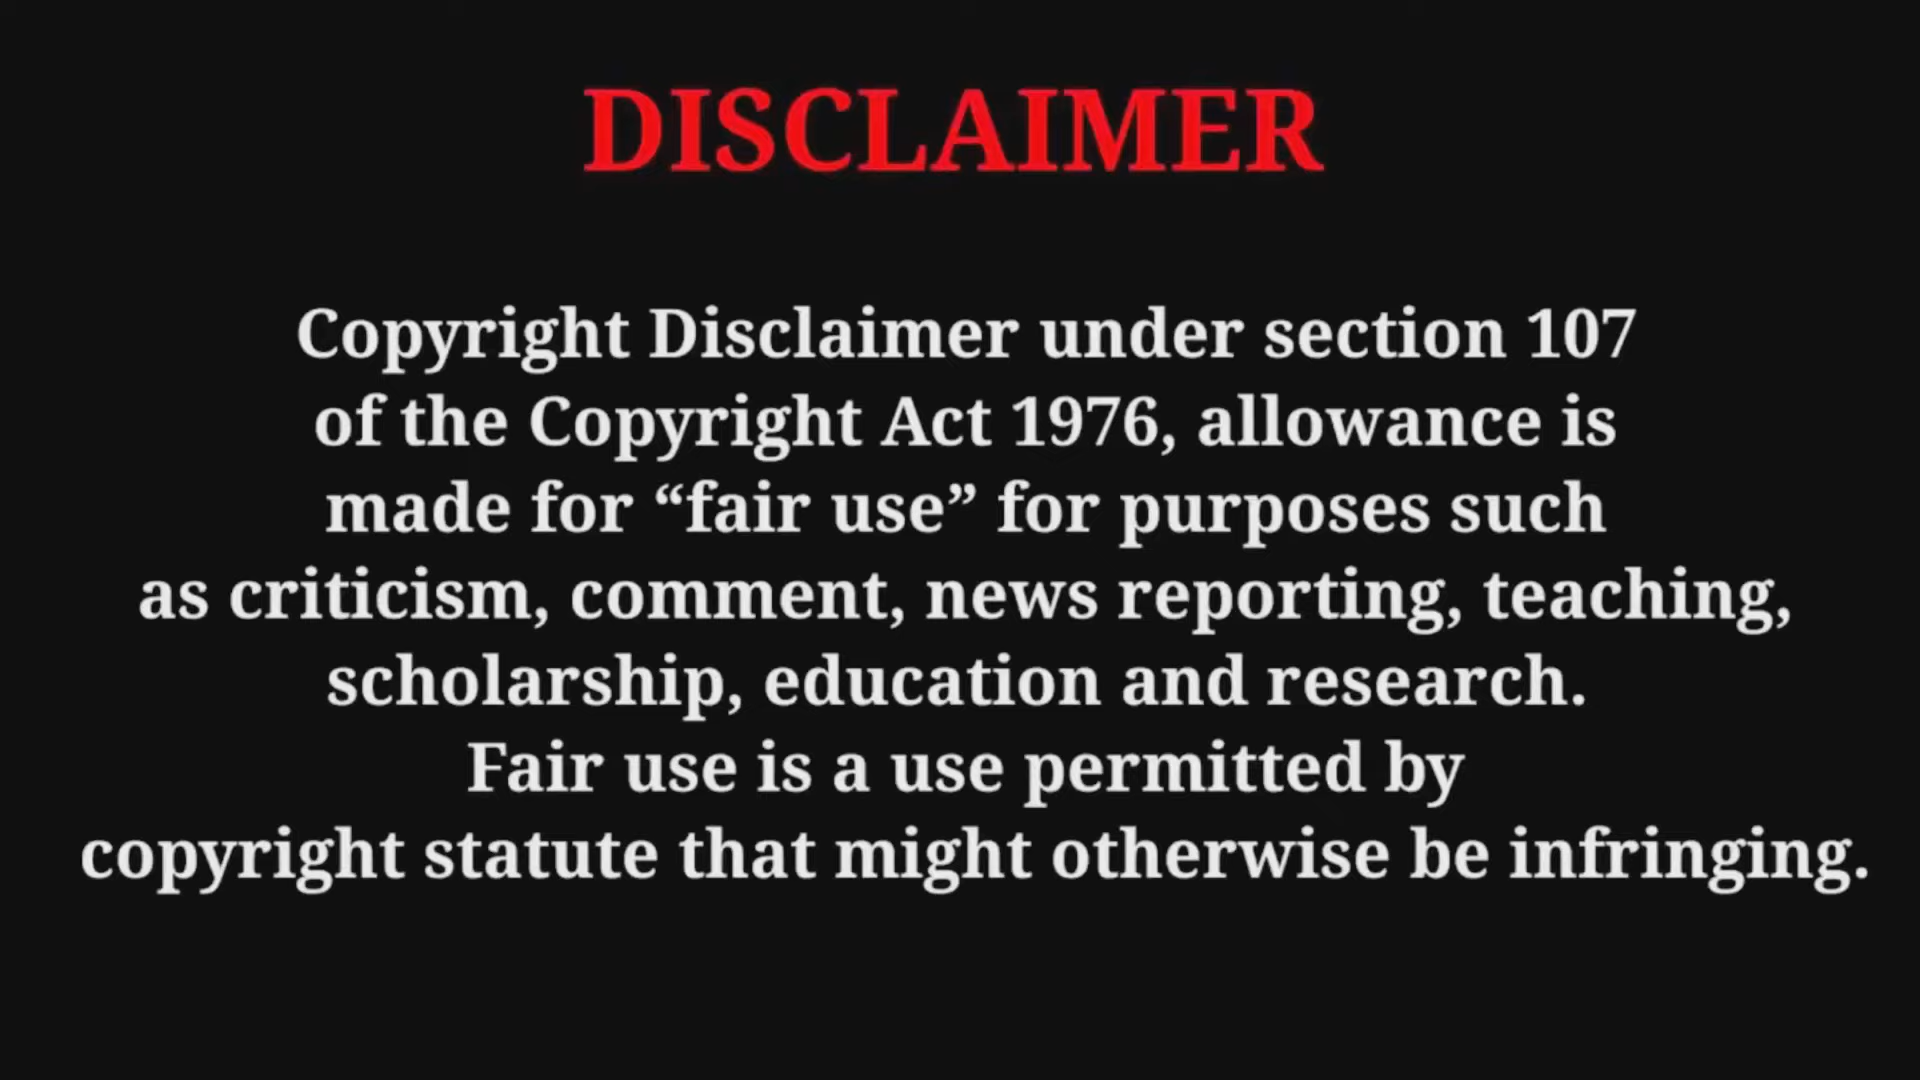 DISCLAIMER
Copyright Disclaimer under section 107
of the Copyright Act 1976, allowance is
made for “fair use” for purposes such
as criticism, comment, news reporting, teaching,
scholarship, education and research.
Fair use is a use permitted by
copyright statute that might otherwise be infringing.